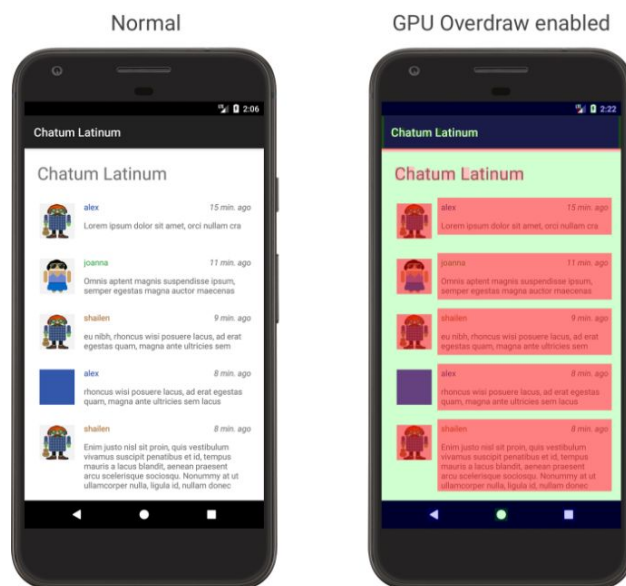 Normal
2:06
Chatum Latinum
Chatum Latinum
alex 15 min. ago
Lorem ipsum dolor sit amet, orci nullam cra
joanna 11 min. ago
Omnis aptent magnis suspendisse ipsum,
semper egestas magna auctor maecenas
shailen 9 min. ago
eu nibh, rhoncus wisi posuere lacus, ad erat
egestas quam, magna ante ultricies sem
alex 8 min. ago
rhoncus wisi posuere lacus, ad erat egestas
quam, magna ante ultricies sem lacus
shailen 8 min. ago
Enim justo nisl sit proin, quis vestibulum
vivamus suscipit penatibus et id, tempus
mauris a lacus blandit, aenean praesent
arcu scelerisque sociosqu. Nonummy at ut
ullamcorper nulla, ligula id, nullam donec
GPU Overdraw enabled
2:22
Chatum Latinum
Chatum Latinum
alex 15 min. ago
Lorem ipsum dolor sit amet, orci nullam cra
joanna 11 min. ago
Omnis aptent magnis suspendisse ipsum,
semper egestas magna auctor maecenas
shailen 9 min. ago
eu nibh, rhoncus wisi posuere lacus, ad erat
egestas quam, magna ante ultricies sem
alex 8 min. ago
rhoncus wisi posuere lacus, ad erat egestas
quam, magna ante ultricies sem lacus
shailen 8 min. ago
Enim justo nisl sit proin, quis vestibulum
vivamus suscipit penatibus et id, tempus
mauris a lacus blandit, aenean praesent
arcu scelerisque sociosqu. Nonummy at ut
ullamcorper nulla, ligula id, nullam donec